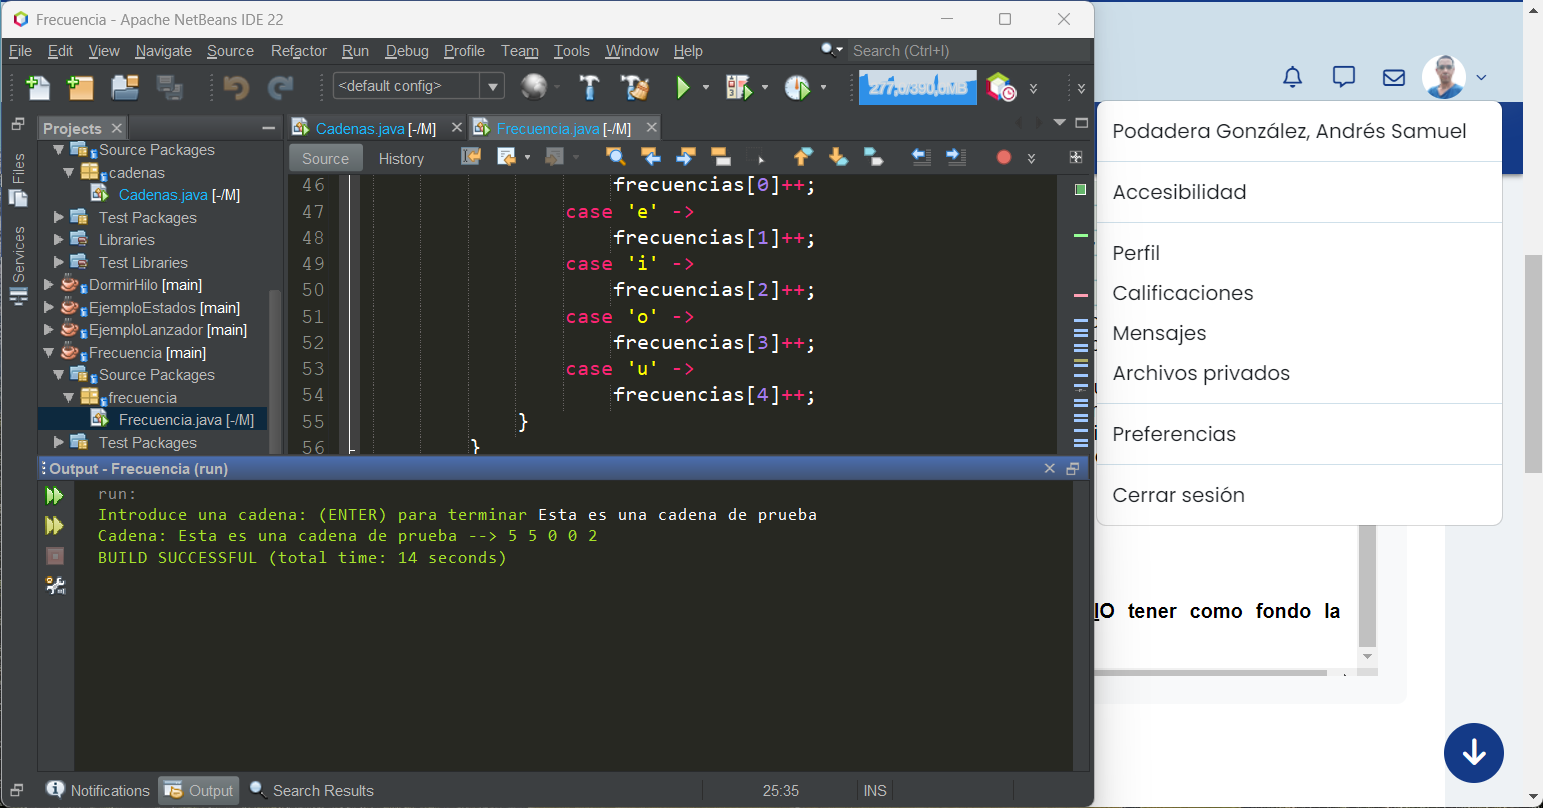 Frecuencia - Apache NetBeans IDE 22
File Edit View Navigate Source Refactor Run Debug Profile Team Tools Window Help
Search (Ctrl+I)
<default config>
277,0/390,0MB
Projects
Cadenas.java [-/M]
Frecuencia.java [-/M]
Files
Services
Source Packages
cadenas
Cadenas.java [-/M]
Test Packages
Libraries
Test Libraries
DormirHilo [main]
EjemploEstados [main]
EjemploLanzador [main]
Frecuencia [main]
Source Packages
frecuencia
Frecuencia.java [-/M]
Test Packages
Source History
46 frecuencias[0]++;
47 case 'e' ->
48 frecuencias[1]++;
49 case 'i' ->
50 frecuencias[2]++;
51 case 'o' ->
52 frecuencias[3]++;
53 case 'u' ->
54 frecuencias[4]++;
55 }
56 }
Output - Frecuencia (run)
run:
Introduce una cadena: (ENTER) para terminar Esta es una cadena de prueba
Cadena: Esta es una cadena de prueba --> 5 5 0 0 2
BUILD SUCCESSFUL (total time: 14 seconds)
Notifications Output Search Results
25:35 INS
Podadera González, Andrés Samuel
Accesibilidad
Perfil
Calificaciones
Mensajes
Archivos privados
Preferencias
Cerrar sesión
O tener como fondo la